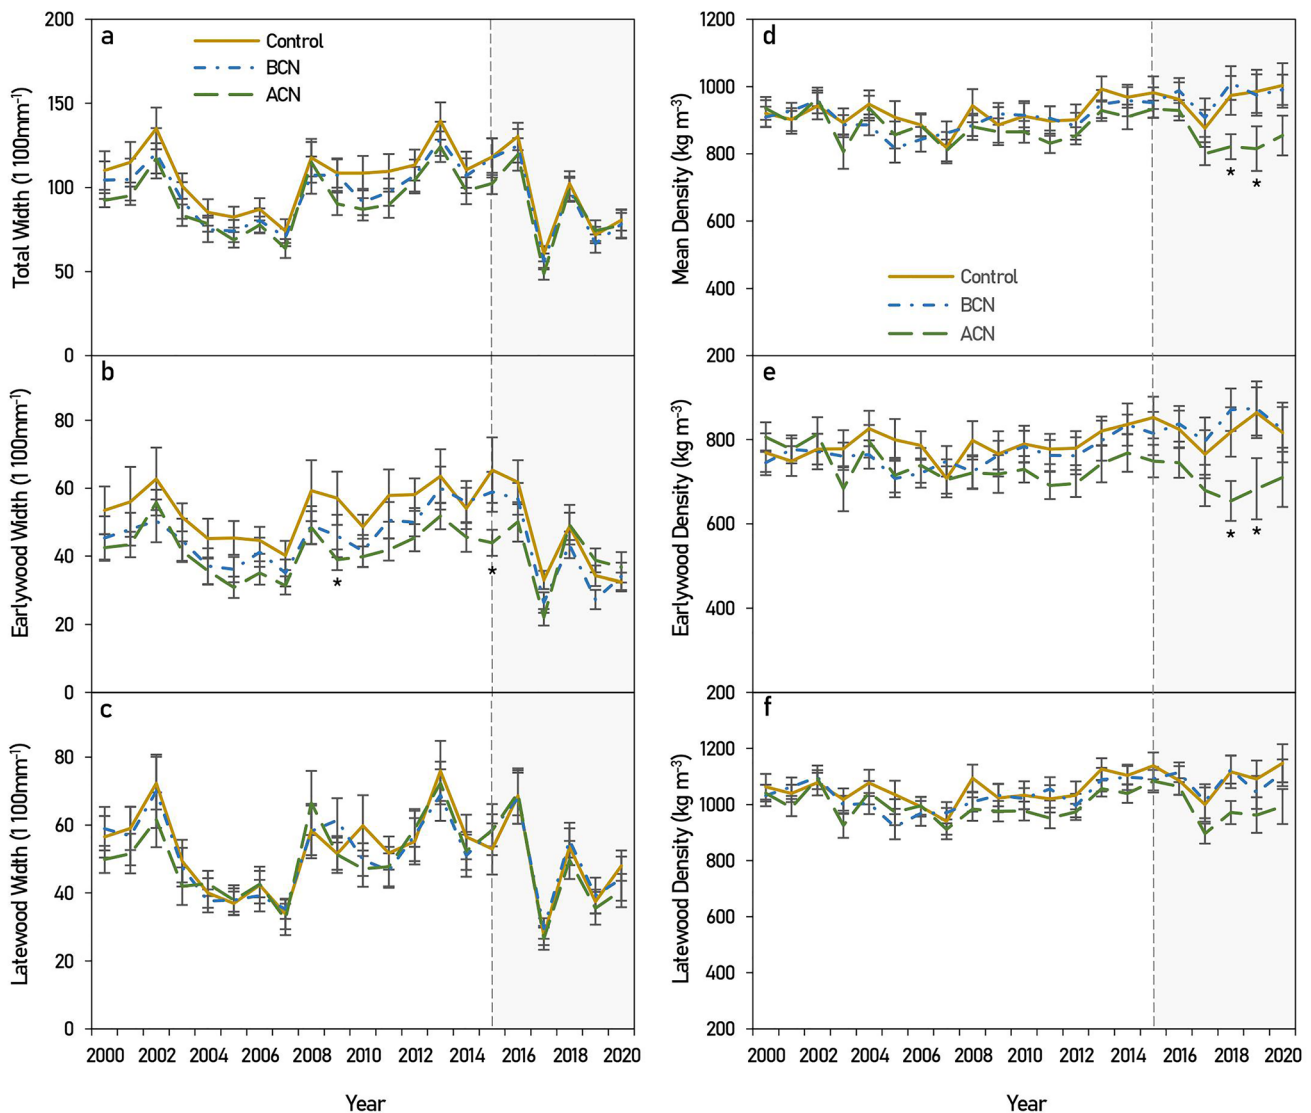 a
Control
BCN
ACN
Total Width (1 100mm⁻¹)
200
150
100
50
0
b
Earlywood Width (1 100mm⁻¹)
80
60
40
20
0
*
*
c
Latewood Width (1 100mm⁻¹)
80
60
40
20
0
2000 2002 2004 2006 2008 2010 2012 2014 2016 2018 2020
Year
d
Control
BCN
ACN
Mean Density (kg m⁻³)
1200
1000
800
600
400
200
*
*
e
Earlywood Density (kg m⁻³)
800
600
400
200
*
*
f
Latewood Density (kg m⁻³)
1200
1000
800
600
400
200
2000 2002 2004 2006 2008 2010 2012 2014 2016 2018 2020
Year